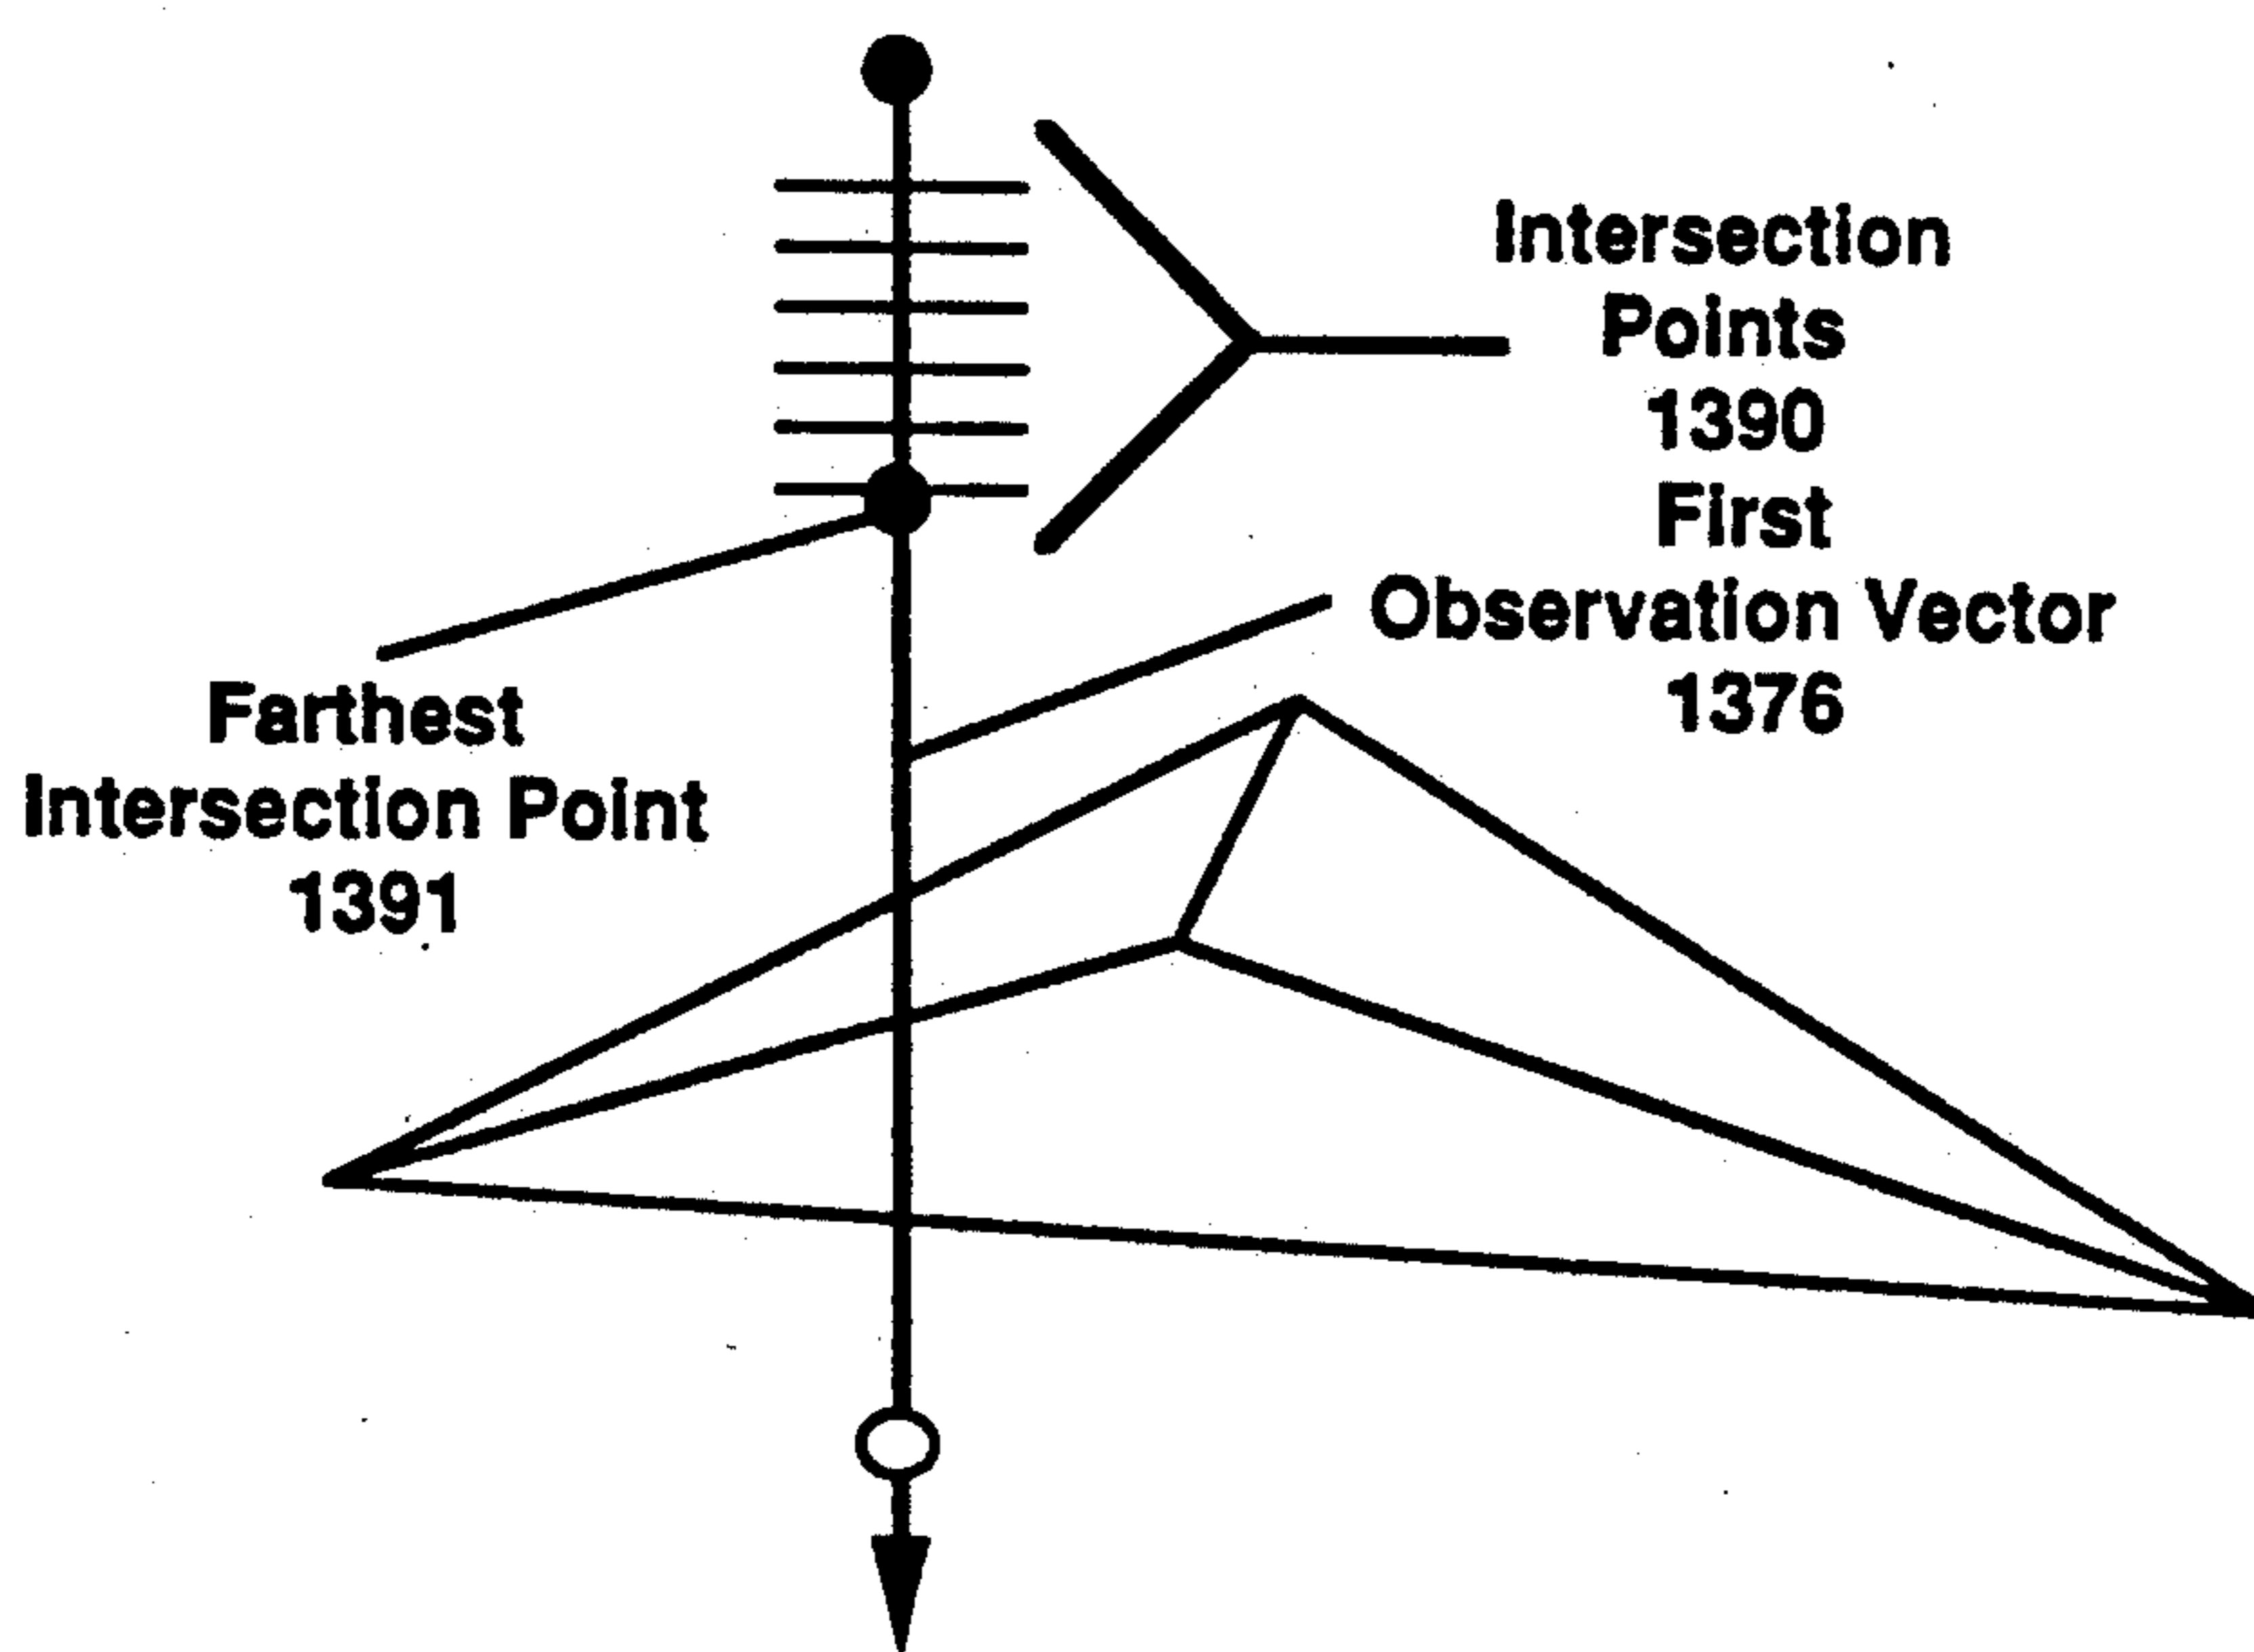 Intersection
Points
1390
First
Observation Vector
1376
Farthest
Intersection Point
1391